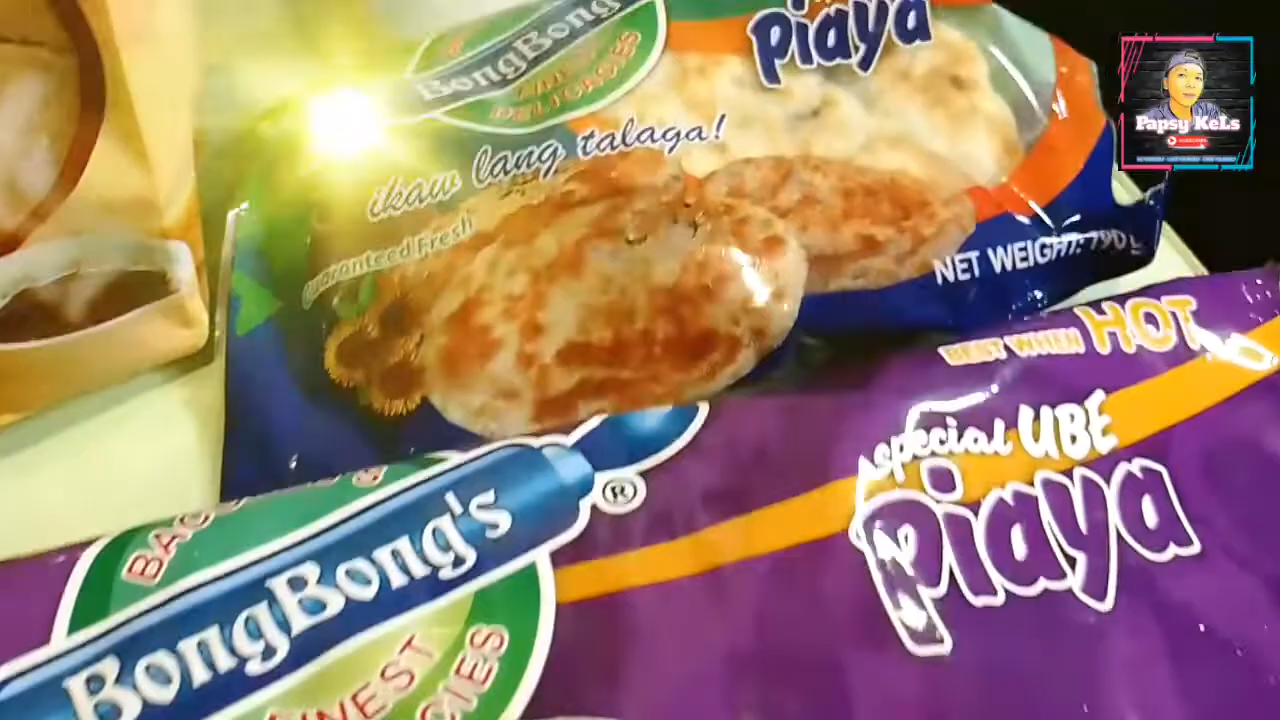 BongBong
piaya
ikaw lang talaga!
Guaranteed Fresh
NET WEIGHT: 190g
BEST WHEN HOT
special UBE
piaya
BongBong's
®
FINEST
Papsy KeLs